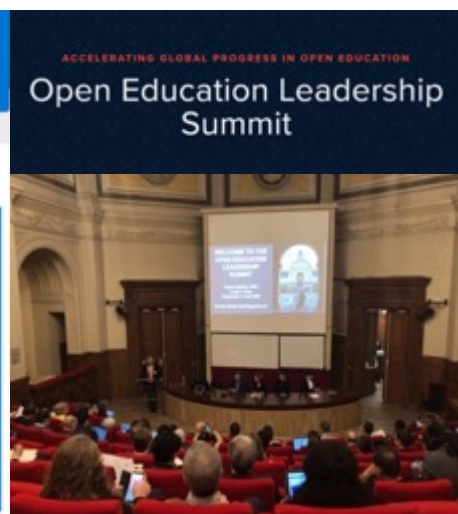 ACCELERATING GLOBAL PROGRESS IN OPEN EDUCATION
Open Education Leadership
Summit
WELCOME TO THE
OPEN EDUCATION
LEADERSHIP
SUMMIT